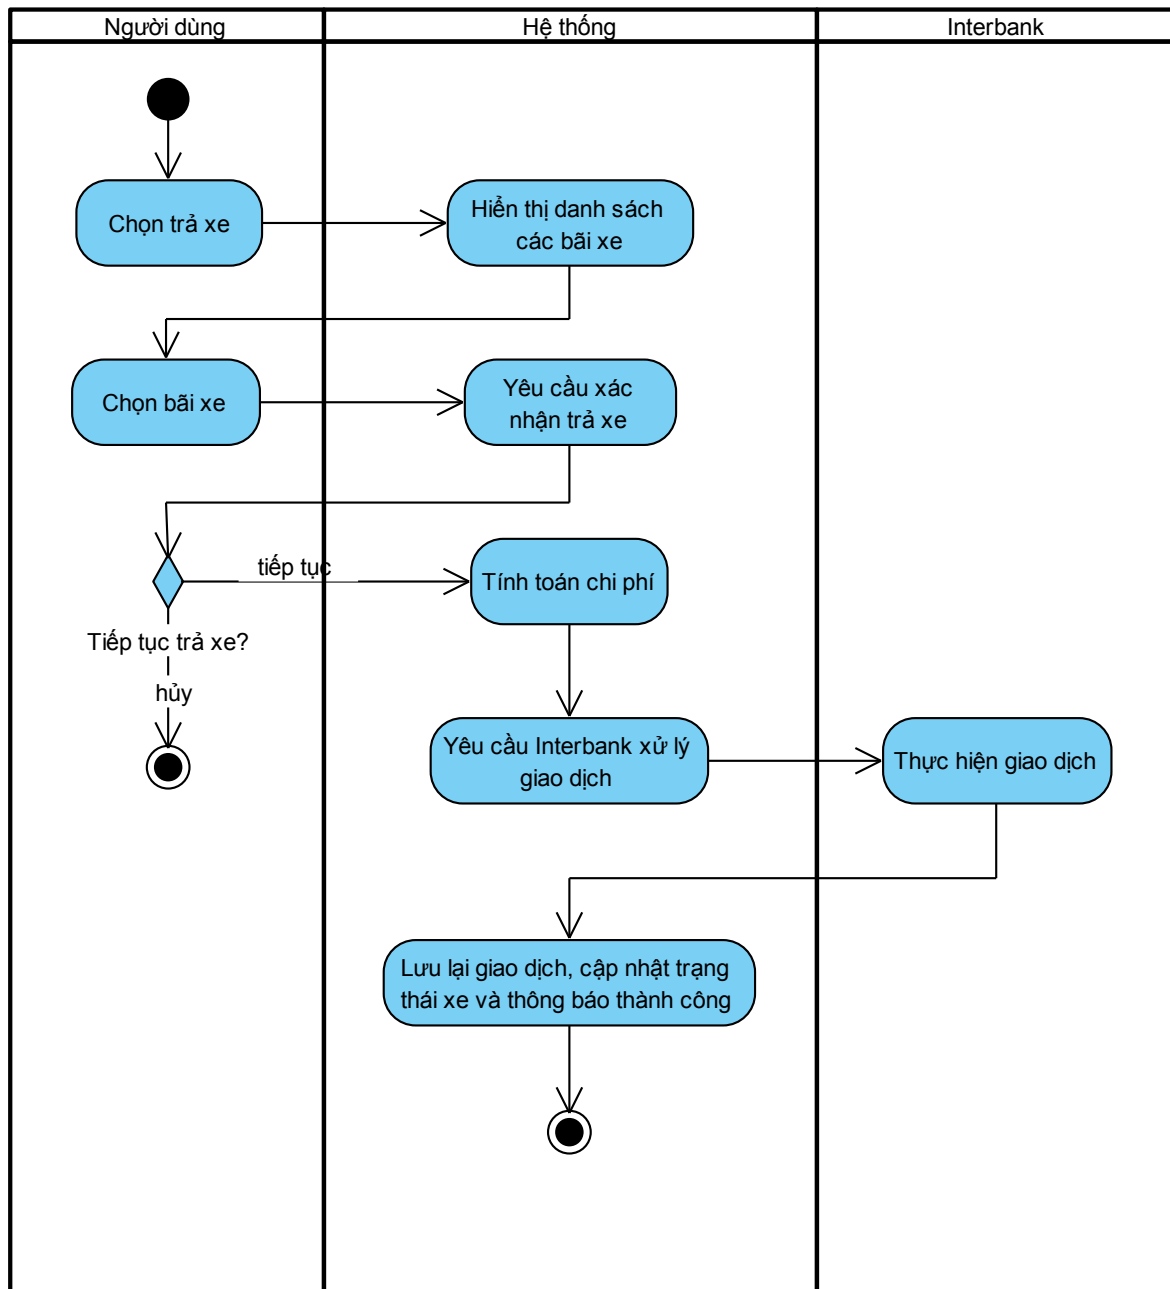 Người dùng
Hệ thống
Interbank
Chọn trả xe
Hiển thị danh sách
các bãi xe
Chọn bãi xe
Yêu cầu xác
nhận trả xe
tiếp tục
Tính toán chi phí
Tiếp tục trả xe?
hủy
Yêu cầu Interbank xử lý
giao dịch
Thực hiện giao dịch
Lưu lại giao dịch, cập nhật trạng
thái xe và thông báo thành công